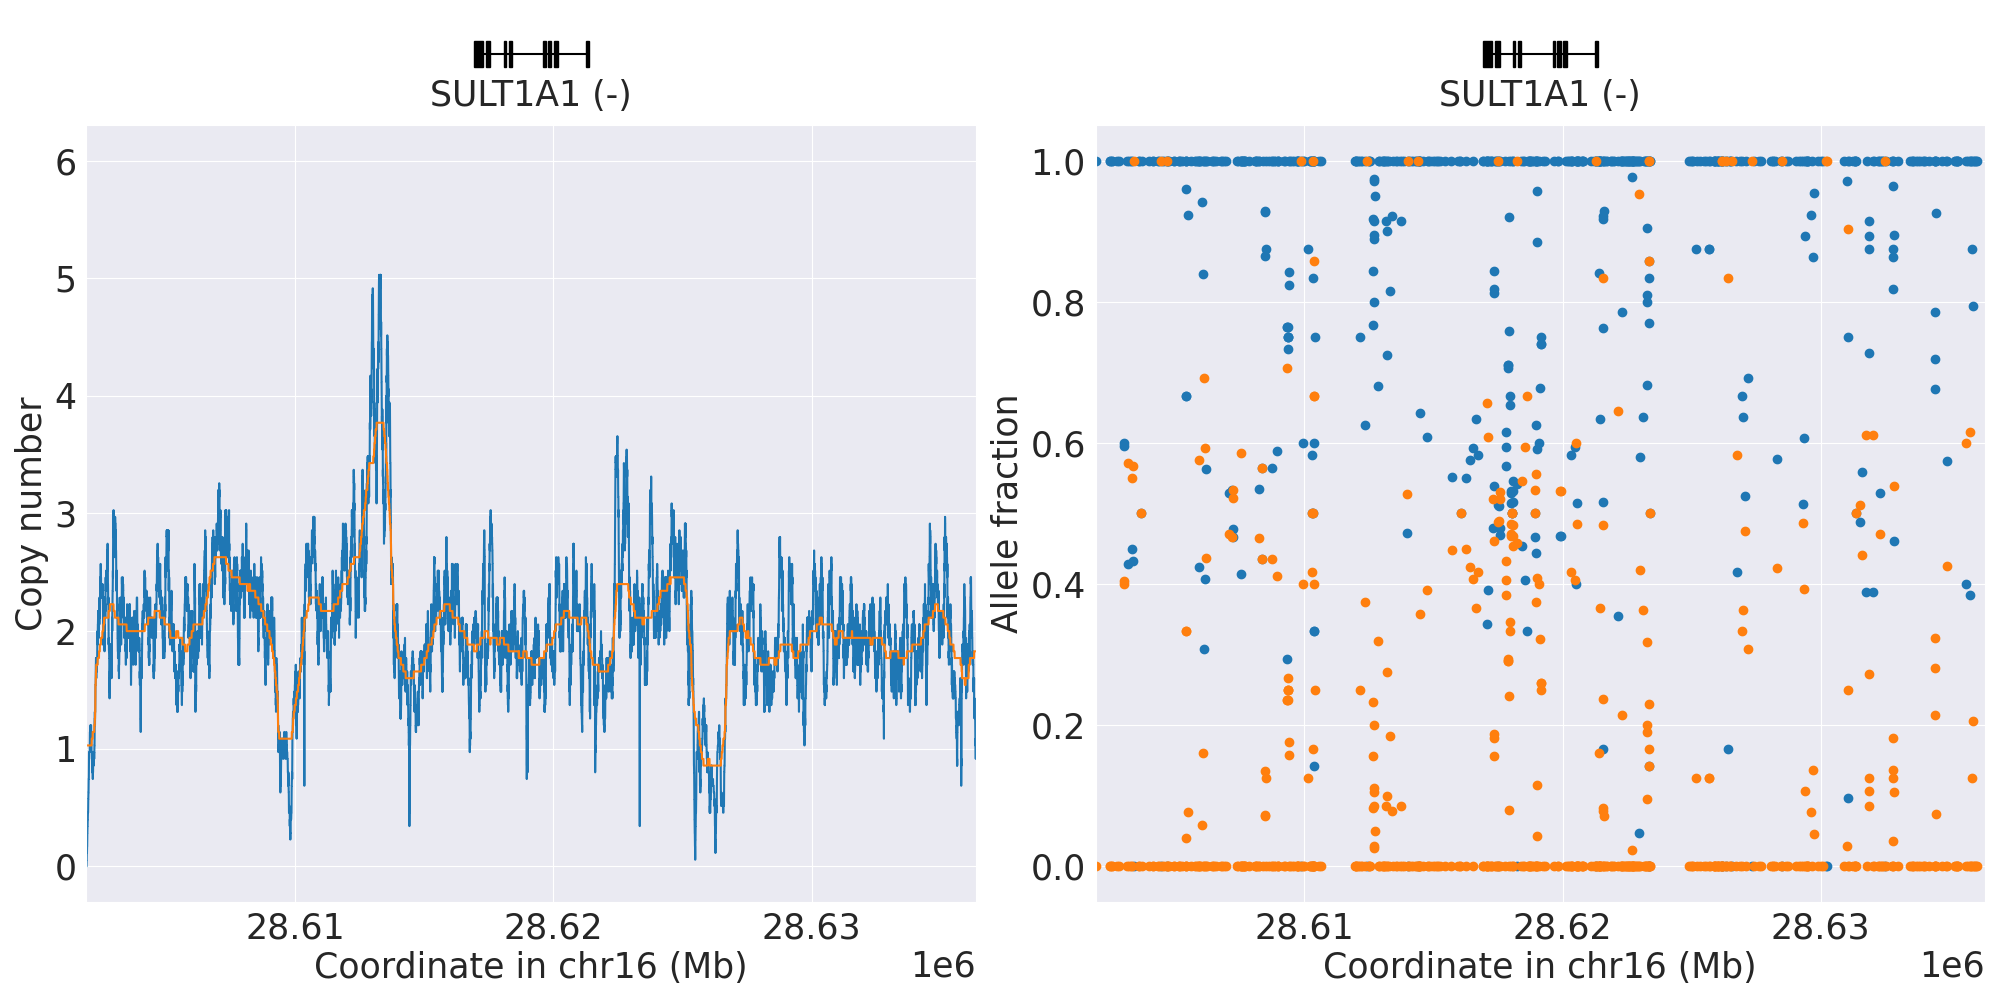 SULT1A1 (-)
6
5
4
3
2
1
0
Copy number
28.61
28.62
28.63
Coordinate in chr16 (Mb)
1e6
SULT1A1 (-)
1.0
0.8
0.6
0.4
0.2
0.0
Allele fraction
28.61
28.62
28.63
Coordinate in chr16 (Mb)
1e6